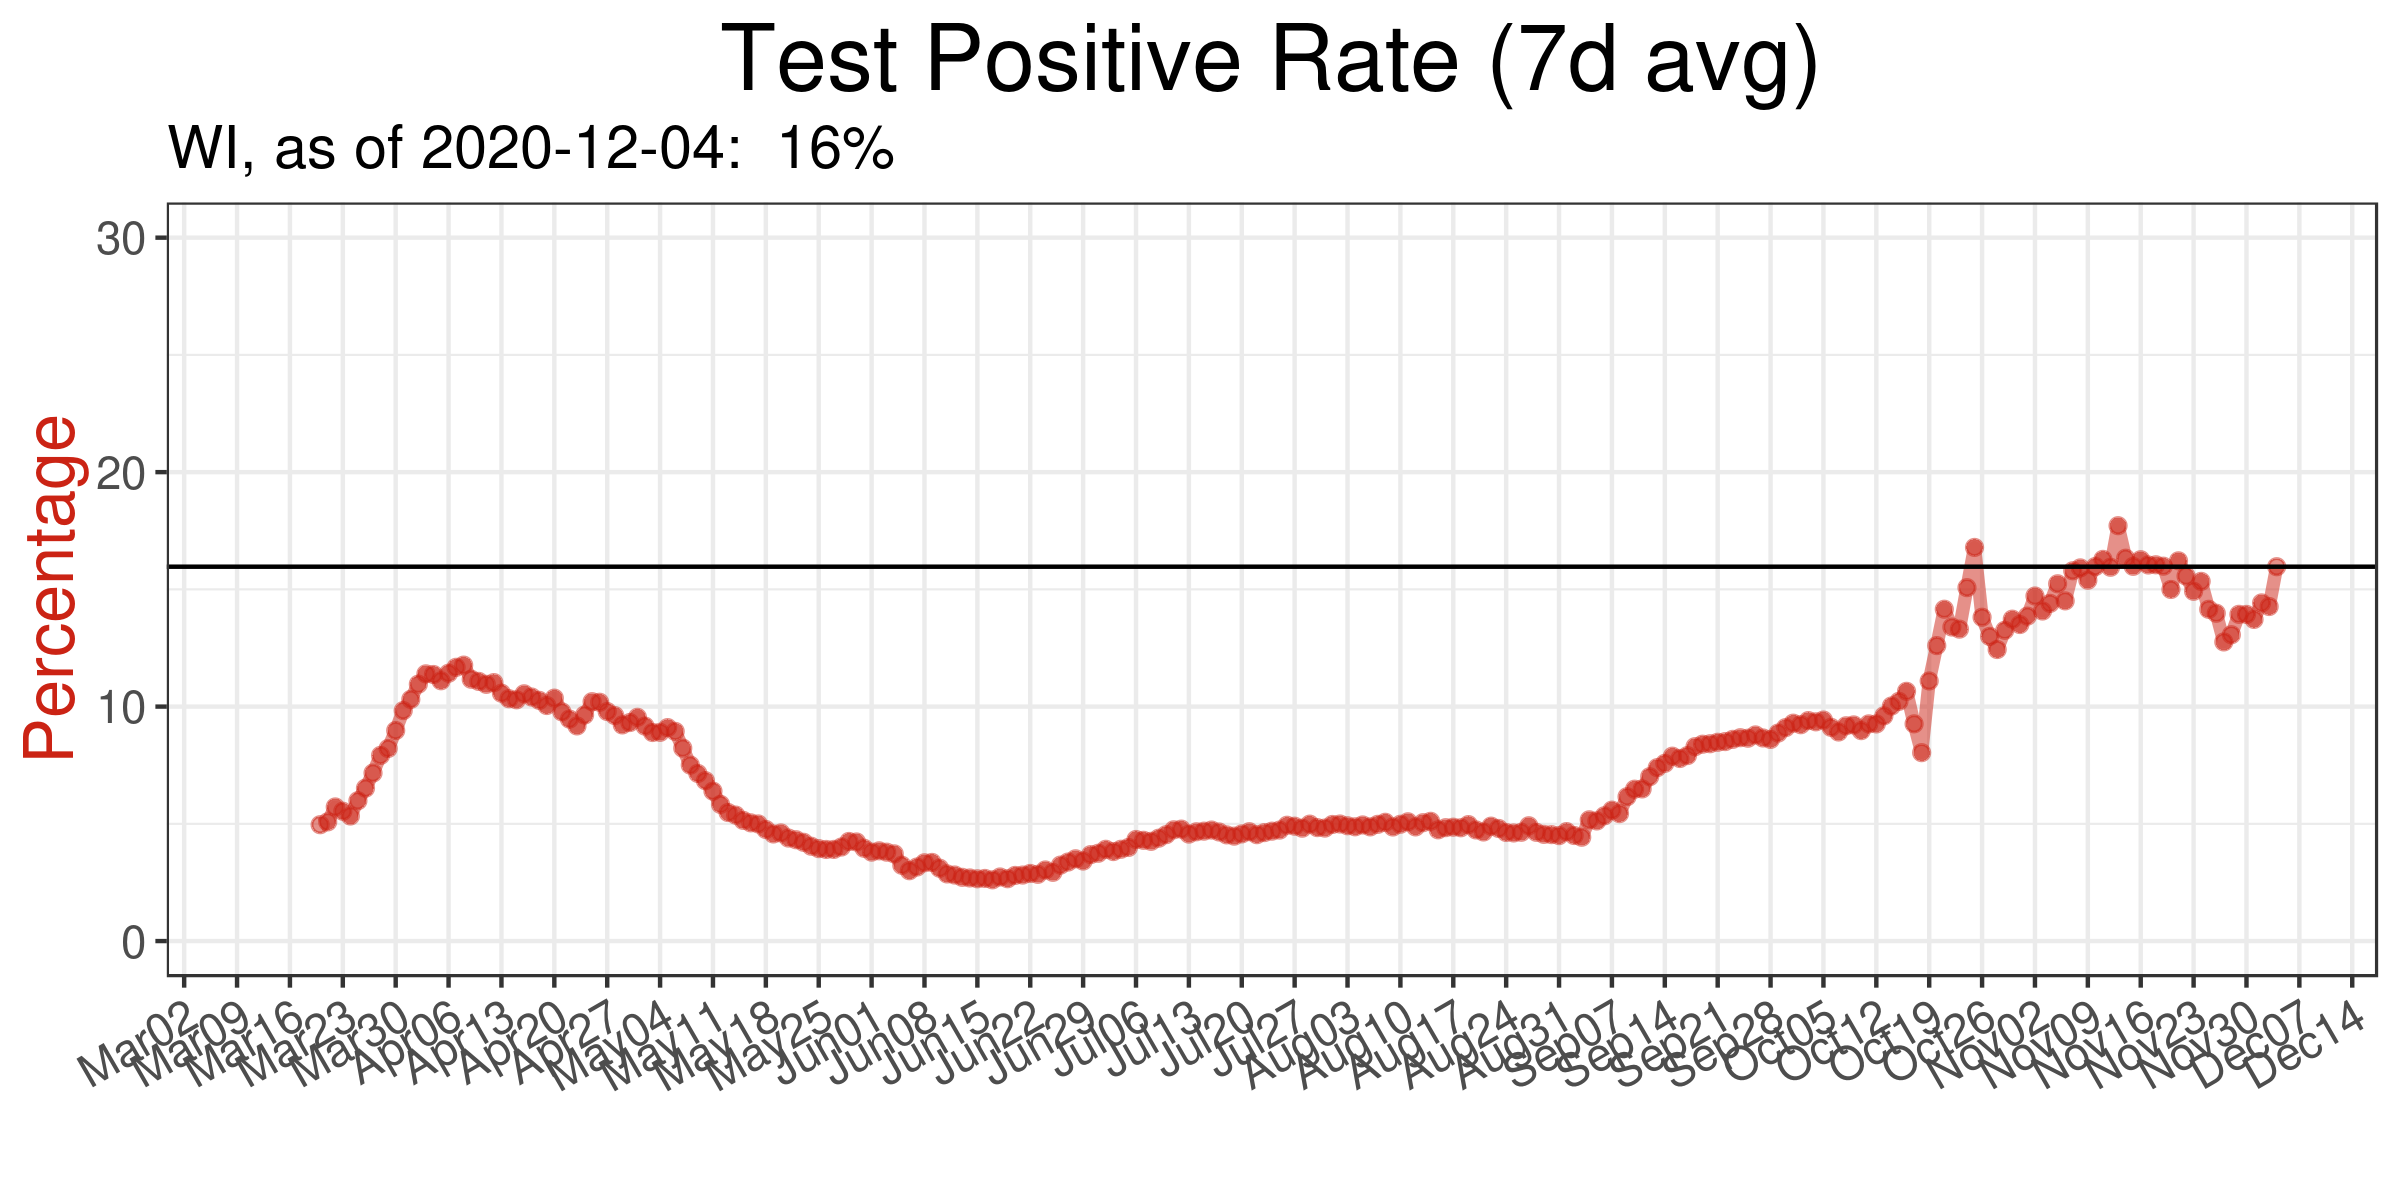 Test Positive Rate (7d avg)
WI, as of 2020-12-04:  16%
Percentage
30
20
10
0
Mar02
Mar09
Mar16
Mar23
Mar30
Apr06
Apr13
Apr20
Apr27
May04
May11
May18
May25
Jun01
Jun08
Jun15
Jun22
Jun29
Jul06
Jul13
Jul20
Jul27
Aug03
Aug10
Aug17
Aug24
Aug31
Sep07
Sep14
Sep21
Sep28
Oct05
Oct12
Oct19
Oct26
Nov02
Nov09
Nov16
Nov23
Nov30
Dec07
Dec14